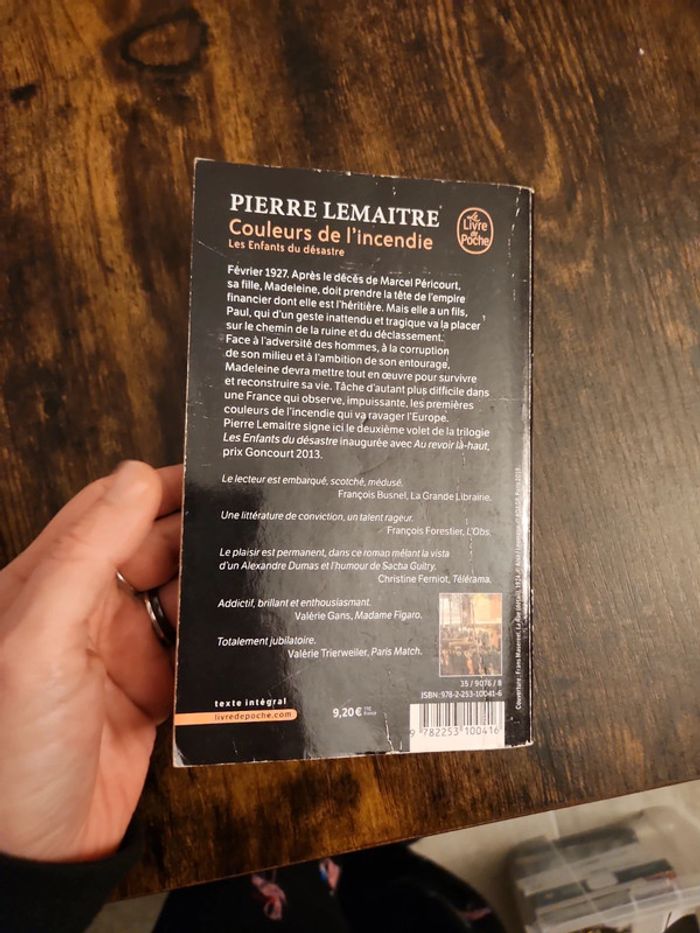 PIERRE LEMAITRE
Couleurs de l'incendie
Les Enfants du désastre
Le
Livre
de
Poche
Février 1927. Après le décès de Marcel Péricourt,
sa fille, Madeleine, doit prendre la tête de l'empire
financier dont elle est l'héritière. Mais elle a un fils,
Paul, qui d'un geste inattendu et tragique va la placer
sur le chemin de la ruine et du déclassement.
Face à l'adversité des hommes, à la corruption
de son milieu et à l'ambition de son entourage,
Madeleine devra mettre tout en œuvre pour survivre
et reconstruire sa vie. Tâche d'autant plus difficile dans
une France qui observe, impuissante, les premières
couleurs de l'incendie qui va ravager l'Europe.
Pierre Lemaitre signe ici le deuxième volet de la trilogie
Les Enfants du désastre inaugurée avec Au revoir là-haut,
prix Goncourt 2013.
Le lecteur est embarqué, scotché, médusé.
François Busnel, La Grande Librairie.
Une littérature de conviction, un talent rageur.
François Forestier, L'Obs.
Le plaisir est permanent, dans ce roman mêlant la vista
d'un Alexandre Dumas et l'humour de Sacha Guitry.
Christine Ferniot, Télérama.
Addictif, brillant et enthousiasmant.
Valérie Gans, Madame Figaro.
Totalement jubilatoire.
Valérie Trierweiler, Paris Match.
texte intégral
livredepoche.com
9,20 € TTC
France
35 / 9076 / 8
ISBN: 978-2-253-10041-6
9 782253 100416
Couverture : Frans Masereel, La rue